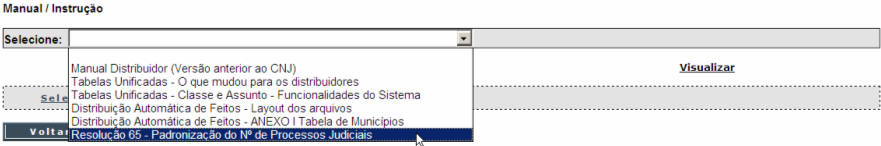 Manual / Instrução
Selecione:
Visualizar
Manual Distribuidor (Versão anterior ao CNJ)
Tabelas Unificadas - O que mudou para os distribuidores
Tabelas Unificadas - Classe e Assunto - Funcionalidades do Sistema
Sele
Distribuição Automática de Feitos - Layout dos arquivos
Distribuição Automática de Feitos - ANEXO I Tabela de Municípios
Volta
Resolução 65 - Padronização do Nº de Processos Judiciais